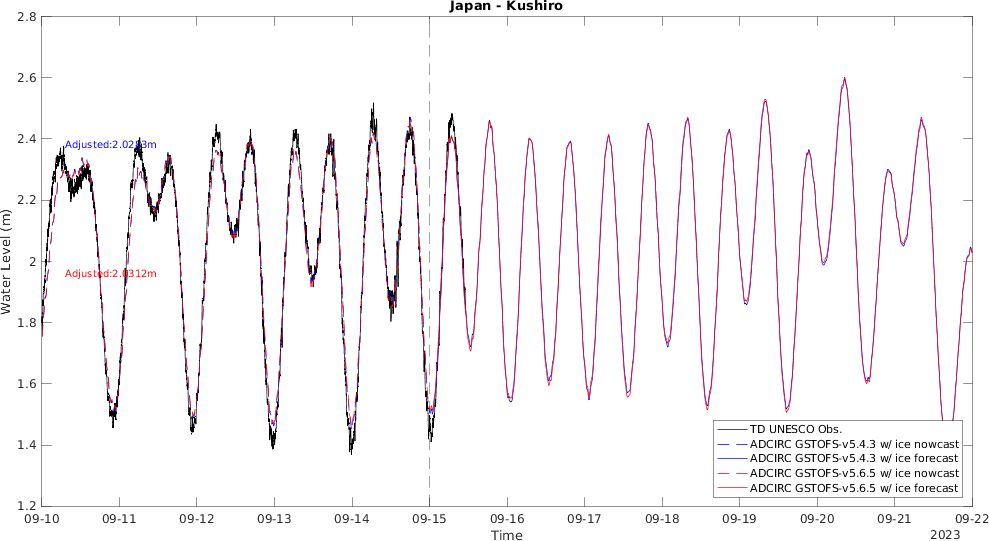 Japan - Kushiro
2.8
2.6
2.4
2.2
2
1.8
1.6
1.4
1.2
Water Level (m)
Adjusted:2.0283m
Adjusted:2.0312m
TD UNESCO Obs.
ADCIRC GSTOFS-v5.4.3 w/ ice nowcast
ADCIRC GSTOFS-v5.4.3 w/ ice forecast
ADCIRC GSTOFS-v5.6.5 w/ ice nowcast
ADCIRC GSTOFS-v5.6.5 w/ ice forecast
09-10 09-11 09-12 09-13 09-14 09-15 09-16 09-17 09-18 09-19 09-20 09-21 09-22
Time
2023